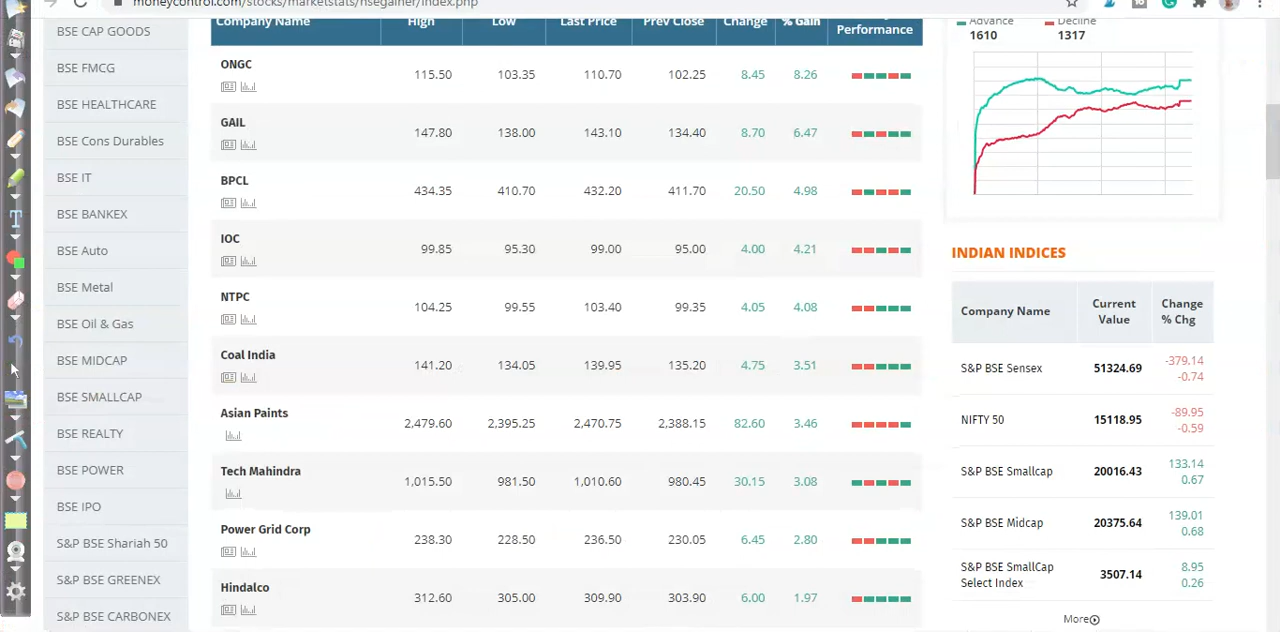 moneycontrol.com/stocks/marketstats/nsegainer/index.php
BSE CAP GOODS
BSE FMCG
BSE HEALTHCARE
BSE Cons Durables
BSE IT
BSE BANKEX
BSE Auto
BSE Metal
BSE Oil & Gas
BSE MIDCAP
BSE SMALLCAP
BSE REALTY
BSE POWER
BSE IPO
S&P BSE Shariah 50
S&P BSE GREENEX
S&P BSE CARBONEX
Company Name High Low Last Price Prev Close Change % Gain Performance
ONGC 115.50 103.35 110.70 102.25 8.45 8.26
GAIL 147.80 138.00 143.10 134.40 8.70 6.47
BPCL 434.35 410.70 432.20 411.70 20.50 4.98
IOC 99.85 95.30 99.00 95.00 4.00 4.21
NTPC 104.25 99.55 103.40 99.35 4.05 4.08
Coal India 141.20 134.05 139.95 135.20 4.75 3.51
Asian Paints 2,479.60 2,395.25 2,470.75 2,388.15 82.60 3.46
Tech Mahindra 1,015.50 981.50 1,010.60 980.45 30.15 3.08
Power Grid Corp 238.30 228.50 236.50 230.05 6.45 2.80
Hindalco 312.60 305.00 309.90 303.90 6.00 1.97
Advance Decline
1610 1317
INDIAN INDICES
Company Name Current Value Change % Chg
S&P BSE Sensex 51324.69 -379.14 -0.74
NIFTY 50 15118.95 -89.95 -0.59
S&P BSE Smallcap 20016.43 133.14 0.67
S&P BSE Midcap 20375.64 139.01 0.68
S&P BSE SmallCap Select Index 3507.14 8.95 0.26
More